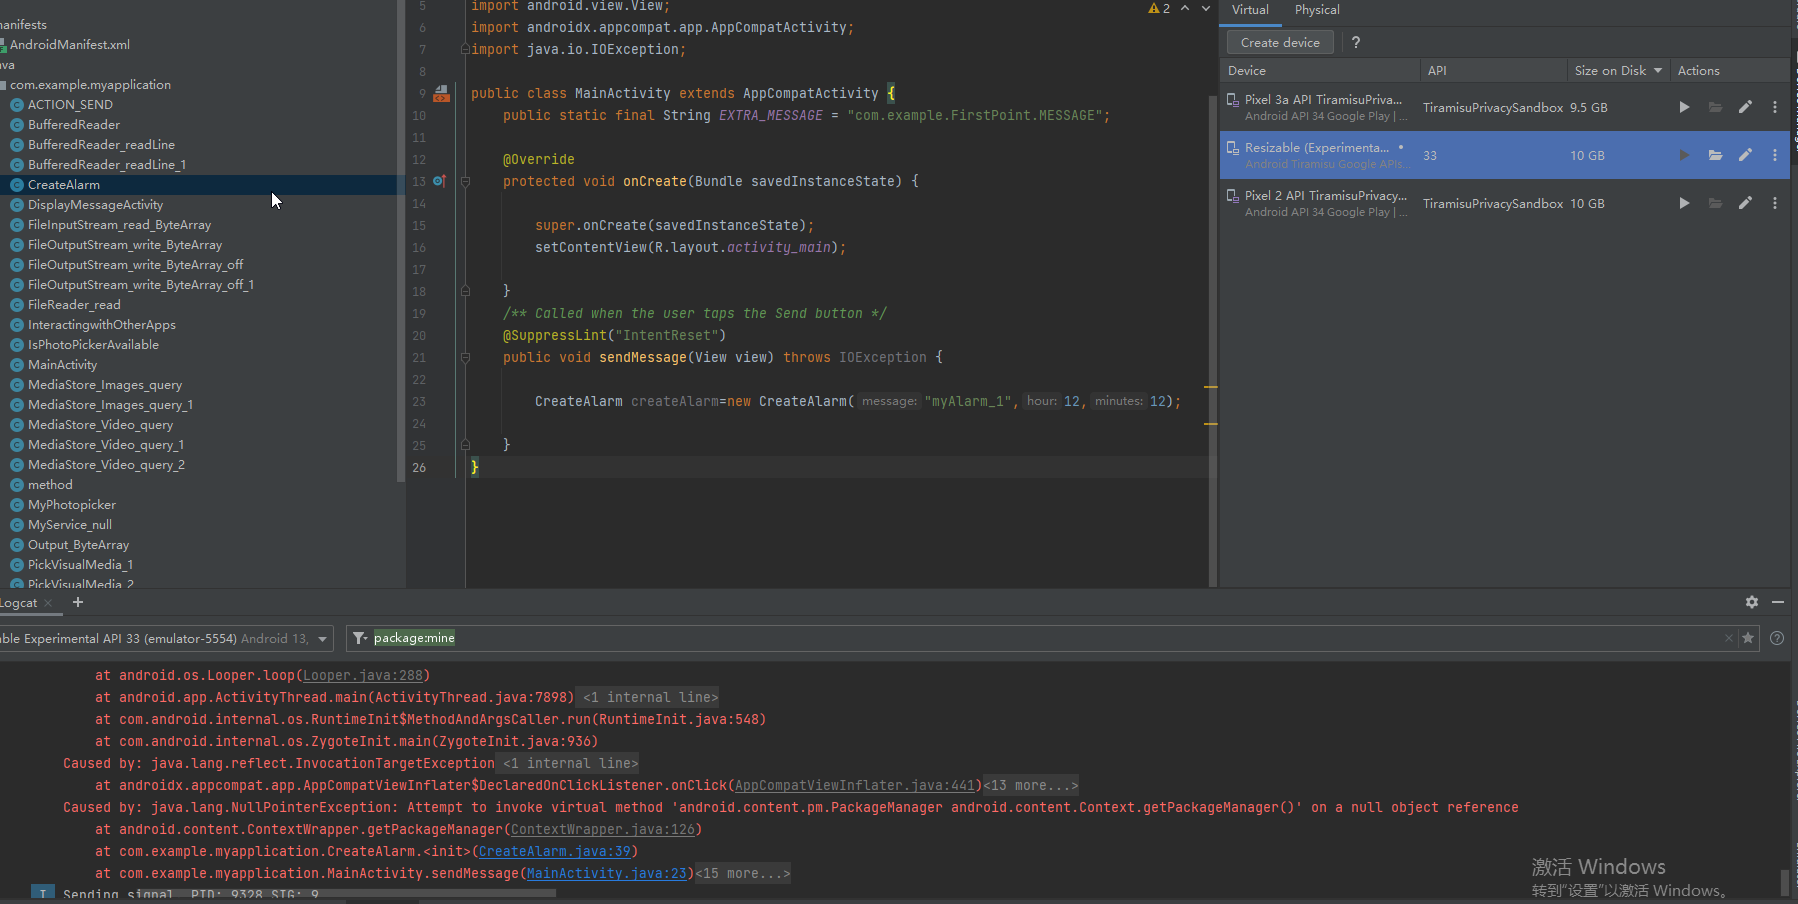 manifests
AndroidManifest.xml
java
com.example.myapplication
ACTION_SEND
BufferedReader
BufferedReader_readLine
BufferedReader_readLine_1
CreateAlarm
DisplayMessageActivity
FileInputStream_read_ByteArray
FileOutputStream_write_ByteArray
FileOutputStream_write_ByteArray_off
FileOutputStream_write_ByteArray_off_1
FileReader_read
InteractingwithOtherApps
IsPhotoPickerAvailable
MainActivity
MediaStore_Images_query
MediaStore_Images_query_1
MediaStore_Video_query
MediaStore_Video_query_1
MediaStore_Video_query_2
method
MyPhotopicker
MyService_null
Output_ByteArray
PickVisualMedia_1
PickVisualMedia_2
5 import android.view.View;
6 import androidx.appcompat.app.AppCompatActivity;
7 import java.io.IOException;
8
9 public class MainActivity extends AppCompatActivity {
10 public static final String EXTRA_MESSAGE = "com.example.FirstPoint.MESSAGE";
11
12 @Override
13 protected void onCreate(Bundle savedInstanceState) {
14
15 super.onCreate(savedInstanceState);
16 setContentView(R.layout.activity_main);
17
18 }
19 /** Called when the user taps the Send button */
20 @SuppressLint("IntentReset")
21 public void sendMessage(View view) throws IOException {
22
23 CreateAlarm createAlarm=new CreateAlarm( message: "myAlarm_1", hour: 12, minutes: 12);
24
25 }
26 }
2
Virtual Physical
Create device ?
Device API Size on Disk Actions
Pixel 3a API TiramisuPriva... TiramisuPrivacySandbox 9.5 GB
Android API 34 Google Play | ...
Resizable (Experimenta... 33 10 GB
Android Tiramisu Google APIs...
Pixel 2 API TiramisuPrivacy... TiramisuPrivacySandbox 10 GB
Android API 34 Google Play | ...
Logcat
ble Experimental API 33 (emulator-5554) Android 13, package:mine
at android.os.Looper.loop(Looper.java:288)
at android.app.ActivityThread.main(ActivityThread.java:7898) <1 internal line>
at com.android.internal.os.RuntimeInit$MethodAndArgsCaller.run(RuntimeInit.java:548)
at com.android.internal.os.ZygoteInit.main(ZygoteInit.java:936)
Caused by: java.lang.reflect.InvocationTargetException <1 internal line>
at androidx.appcompat.app.AppCompatViewInflater$DeclaredOnClickListener.onClick(AppCompatViewInflater.java:441)<13 more...>
Caused by: java.lang.NullPointerException: Attempt to invoke virtual method 'android.content.pm.PackageManager android.content.Context.getPackageManager()' on a null object reference
at android.content.ContextWrapper.getPackageManager(ContextWrapper.java:126)
at com.example.myapplication.CreateAlarm.<init>(CreateAlarm.java:39)
at com.example.myapplication.MainActivity.sendMessage(MainActivity.java:23)<15 more...>
I Sending signal. PID: 9328 SIG: 9
激活 Windows
转到"设置"以激活 Windows。